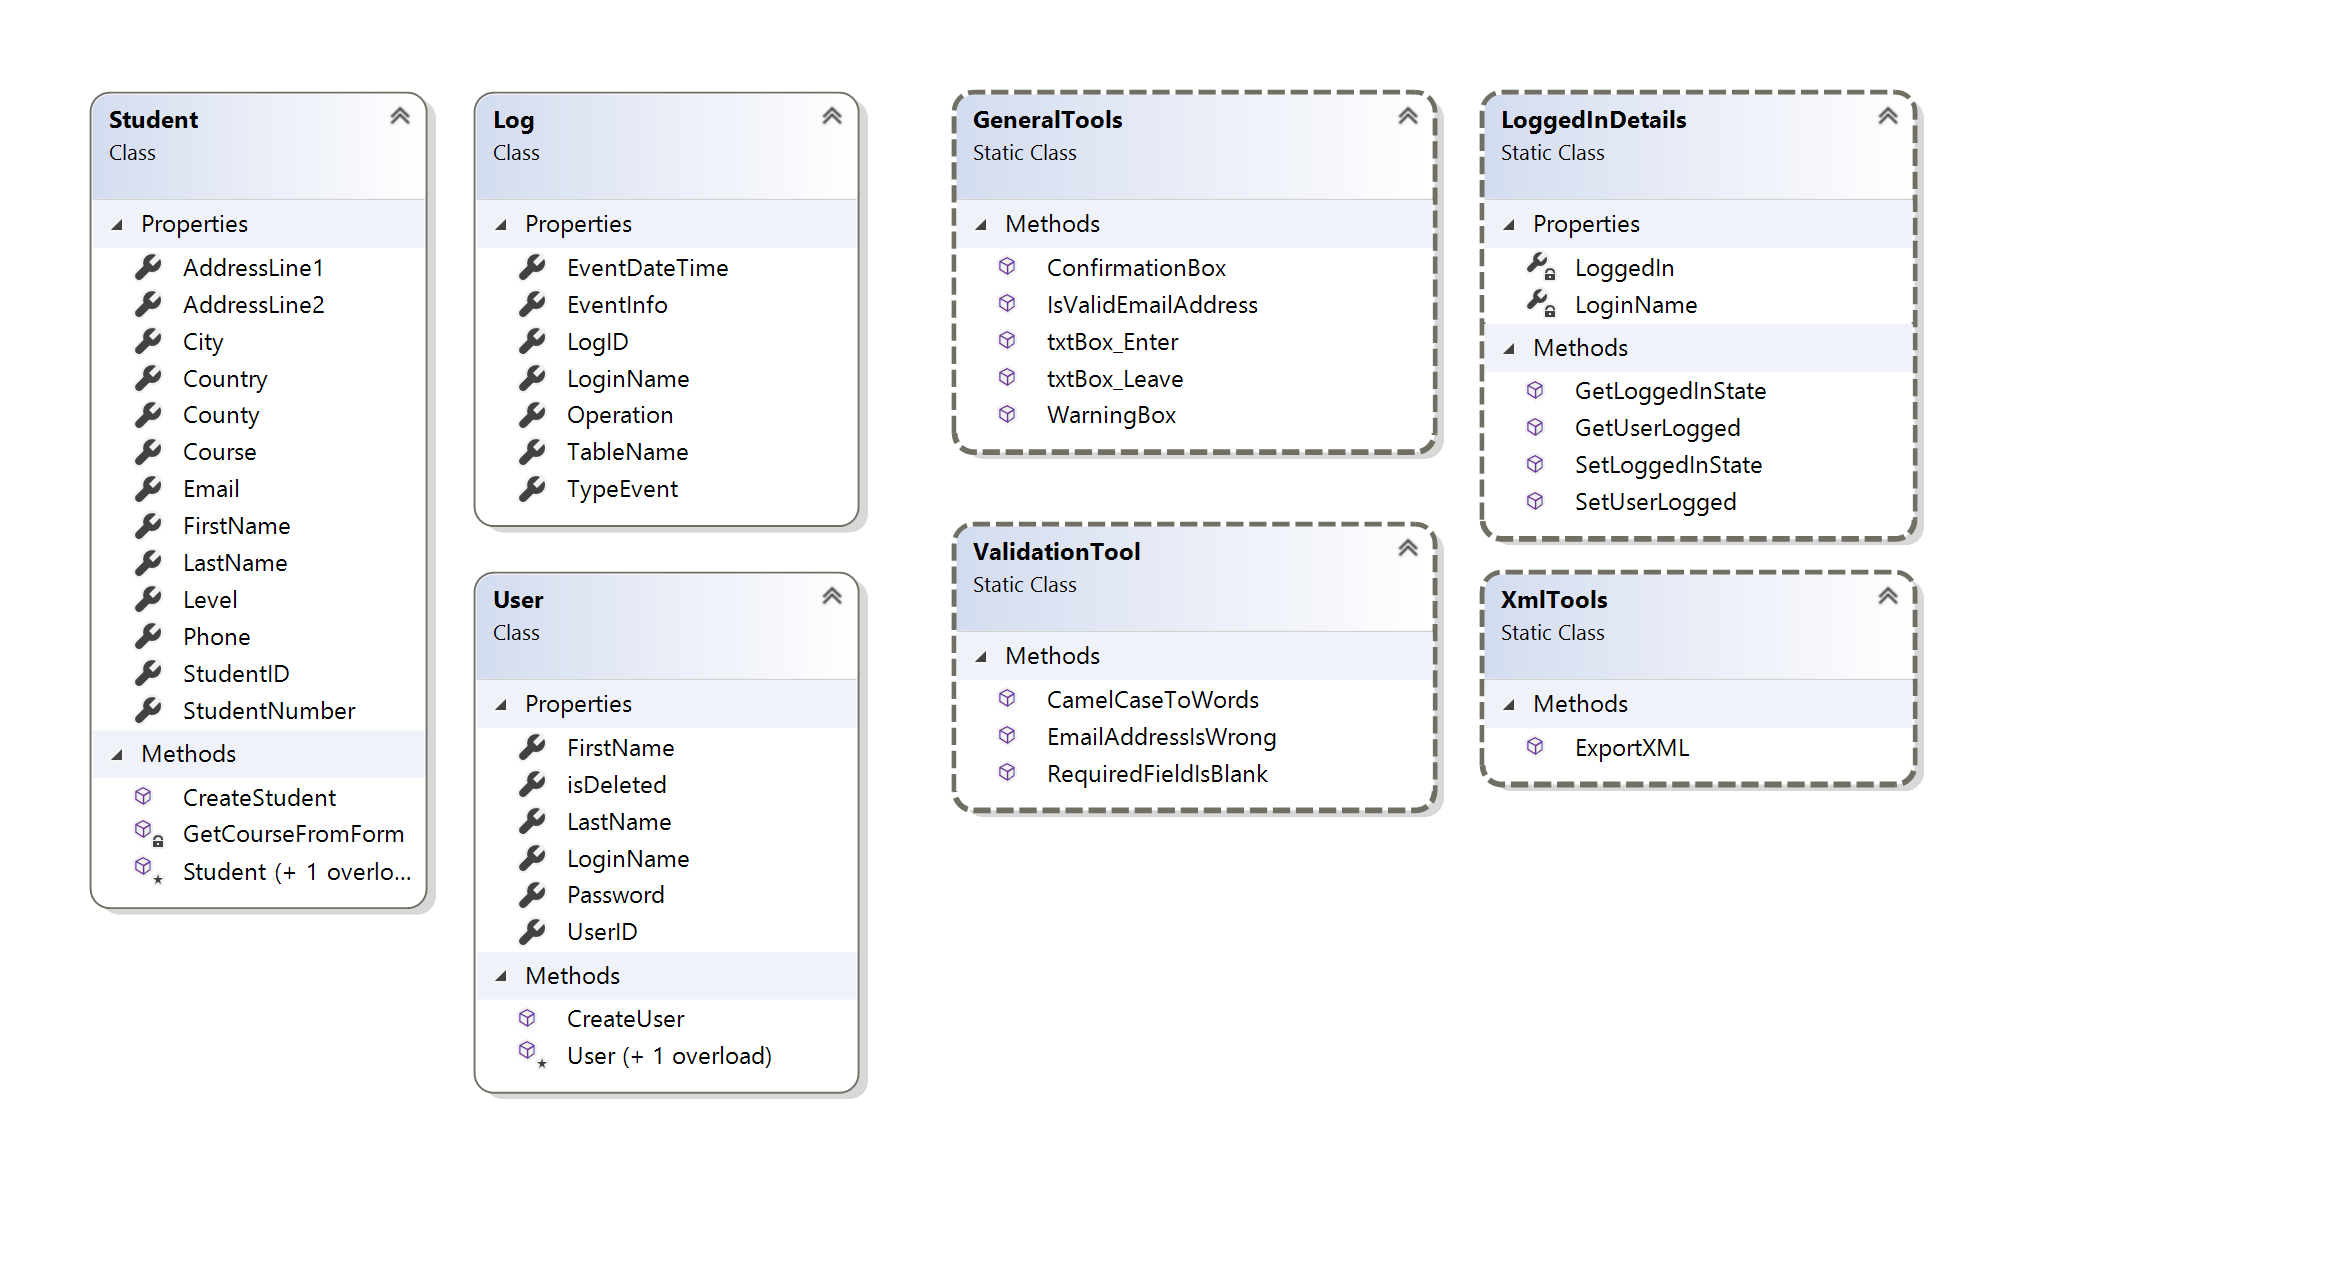 Student
Class
Properties
AddressLine1
AddressLine2
City
Country
County
Course
Email
FirstName
LastName
Level
Phone
StudentID
StudentNumber
Methods
CreateStudent
GetCourseFromForm
Student (+ 1 overlo...
Log
Class
Properties
EventDateTime
EventInfo
LogID
LoginName
Operation
TableName
TypeEvent
User
Class
Properties
FirstName
isDeleted
LastName
LoginName
Password
UserID
Methods
CreateUser
User (+ 1 overload)
GeneralTools
Static Class
Methods
ConfirmationBox
IsValidEmailAddress
txtBox_Enter
txtBox_Leave
WarningBox
ValidationTool
Static Class
Methods
CamelCaseToWords
EmailAddressIsWrong
RequiredFieldIsBlank
LoggedInDetails
Static Class
Properties
LoggedIn
LoginName
Methods
GetLoggedInState
GetUserLogged
SetLoggedInState
SetUserLogged
XmlTools
Static Class
Methods
ExportXML